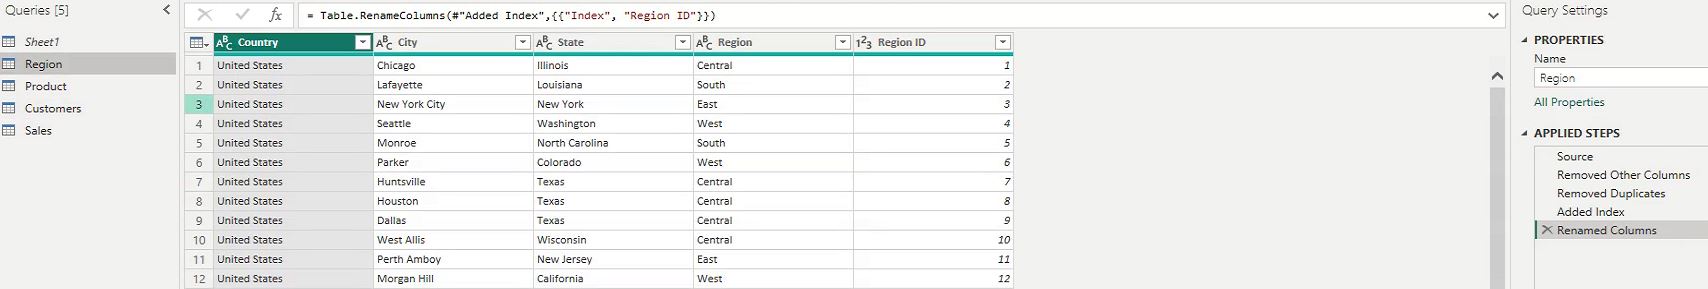 Queries [5]
Sheet1
Region
Product
Customers
Sales
fx = Table.RenameColumns(#"Added Index",{{"Index", "Region ID"}})
ABC Country ABC City ABC State ABC Region 123 Region ID
1 United States Chicago Illinois Central 1
2 United States Lafayette Louisiana South 2
3 United States New York City New York East 3
4 United States Seattle Washington West 4
5 United States Monroe North Carolina South 5
6 United States Parker Colorado West 6
7 United States Huntsville Texas Central 7
8 United States Houston Texas Central 8
9 United States Dallas Texas Central 9
10 United States West Allis Wisconsin Central 10
11 United States Perth Amboy New Jersey East 11
12 United States Morgan Hill California West 12
Query Settings
PROPERTIES
Name
Region
All Properties
APPLIED STEPS
Source
Removed Other Columns
Removed Duplicates
Added Index
Renamed Columns